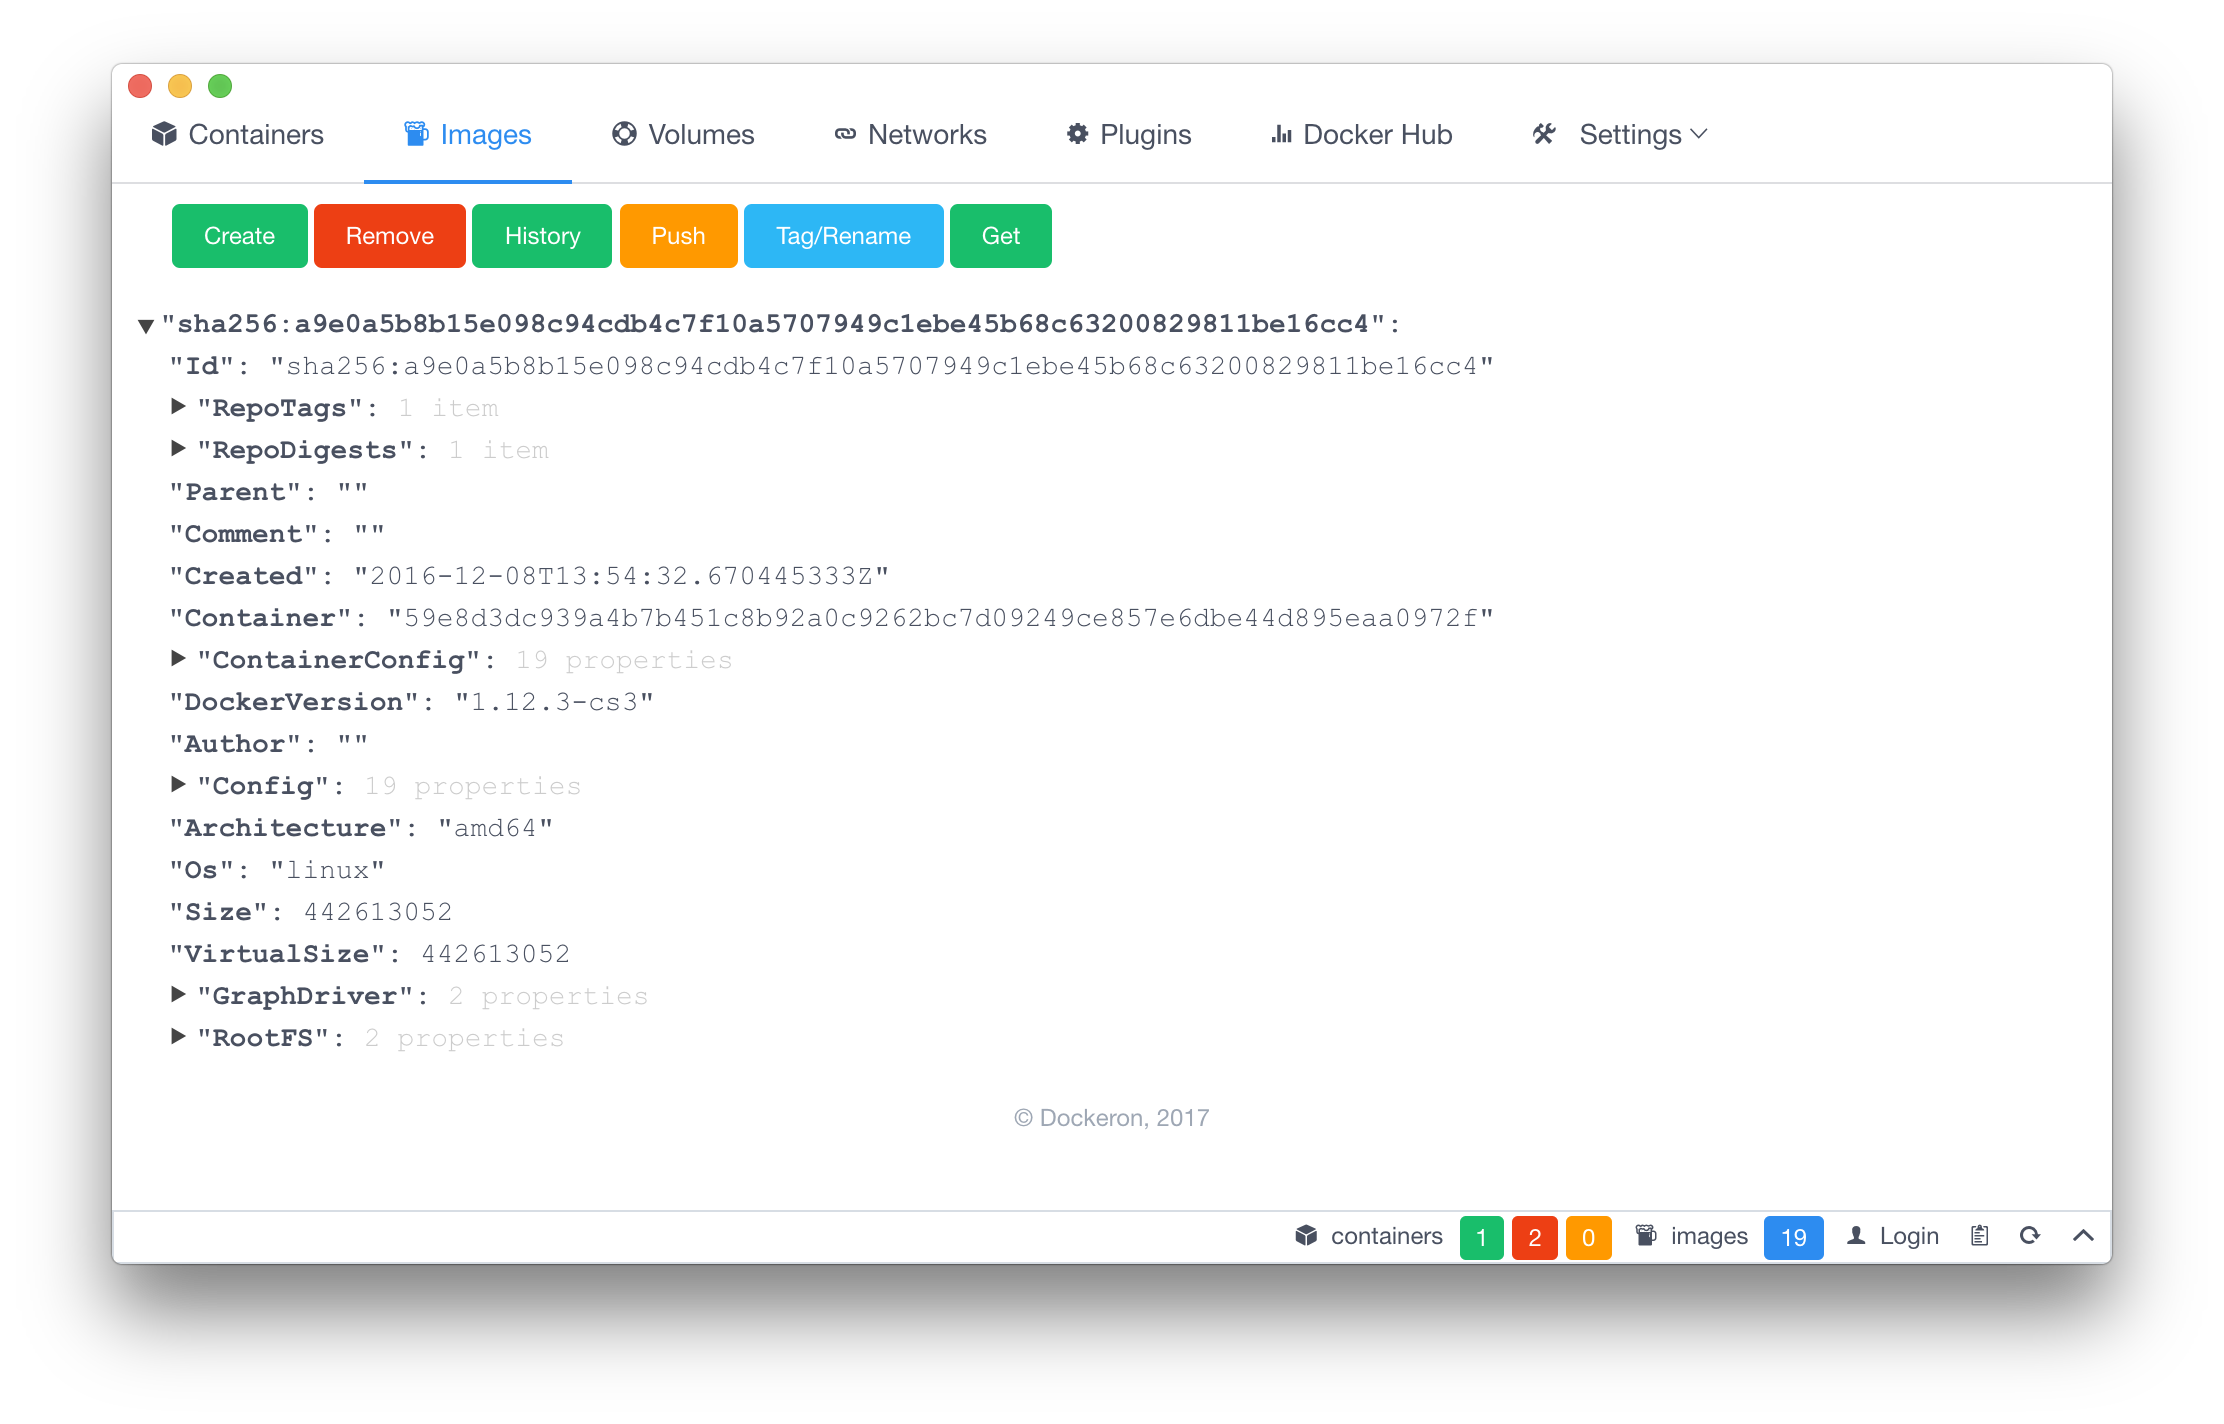 Containers Images Volumes Networks Plugins Docker Hub Settings
Create Remove History Push Tag/Rename Get
"sha256:a9e0a5b8b15e098c94cdb4c7f10a5707949c1ebe45b68c63200829811be16cc4":
"Id": "sha256:a9e0a5b8b15e098c94cdb4c7f10a5707949c1ebe45b68c63200829811be16cc4"
"RepoTags": 1 item
"RepoDigests": 1 item
"Parent": ""
"Comment": ""
"Created": "2016-12-08T13:54:32.670445333Z"
"Container": "59e8d3dc939a4b7b451c8b92a0c9262bc7d09249ce857e6dbe44d895eaa0972f"
"ContainerConfig": 19 properties
"DockerVersion": "1.12.3-cs3"
"Author": ""
"Config": 19 properties
"Architecture": "amd64"
"Os": "linux"
"Size": 442613052
"VirtualSize": 442613052
"GraphDriver": 2 properties
"RootFS": 2 properties
© Dockeron, 2017
containers 1 2 0 images 19 Login